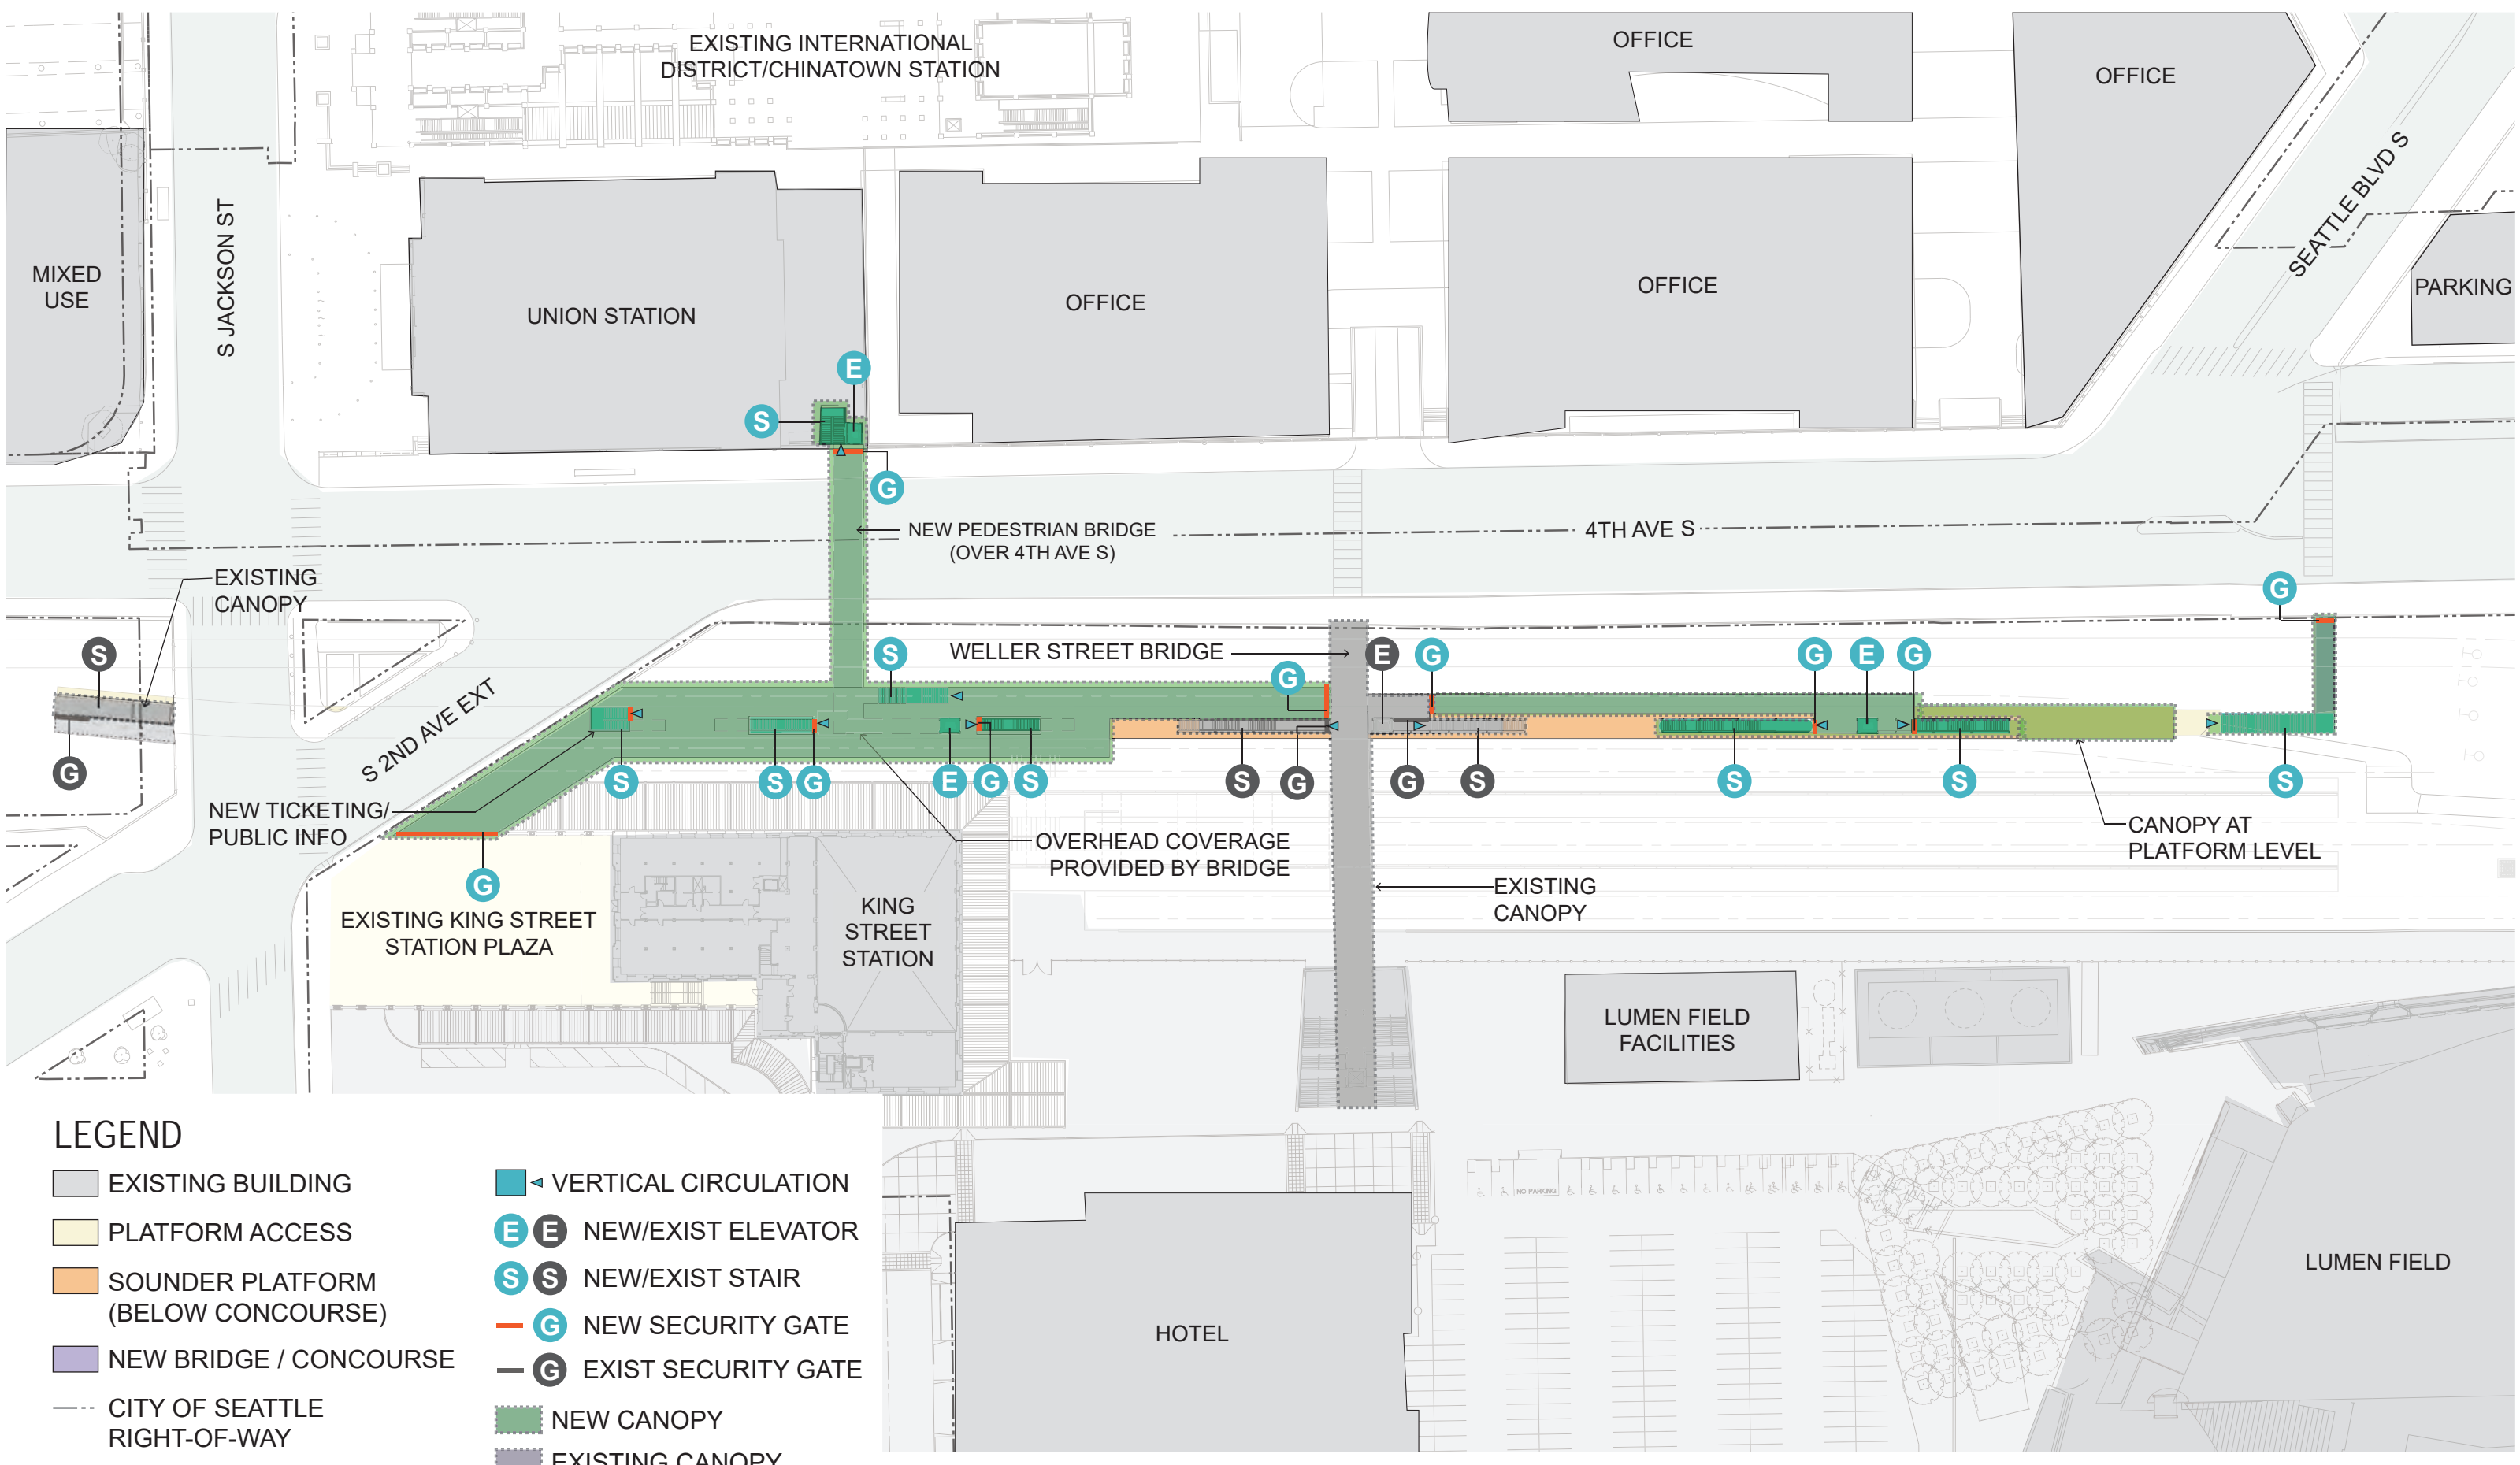 EXISTING INTERNATIONAL
DISTRICT/CHINATOWN STATION
OFFICE
OFFICE
SEATTLE BLVD S
S JACKSON ST
MIXED
USE
UNION STATION
OFFICE
OFFICE
PARKING
E
S
G
NEW PEDESTRIAN BRIDGE
(OVER 4TH AVE S)
4TH AVE S
EXISTING
CANOPY
G
S
S
WELLER STREET BRIDGE
E
G
G
E
G
G
S 2ND AVE EXT
G
S
S
G
E
G
S
S
G
G
S
S
S
S
NEW TICKETING/
PUBLIC INFO
OVERHEAD COVERAGE
PROVIDED BY BRIDGE
CANOPY AT
PLATFORM LEVEL
G
EXISTING KING STREET
STATION PLAZA
KING
STREET
STATION
EXISTING
CANOPY
LUMEN FIELD
FACILITIES
NO PARKING
HOTEL
LUMEN FIELD
LEGEND
EXISTING BUILDING
PLATFORM ACCESS
SOUNDER PLATFORM
(BELOW CONCOURSE)
NEW BRIDGE / CONCOURSE
CITY OF SEATTLE
RIGHT-OF-WAY
VERTICAL CIRCULATION
E E NEW/EXIST ELEVATOR
S S NEW/EXIST STAIR
G NEW SECURITY GATE
G EXIST SECURITY GATE
NEW CANOPY
EXISTING CANOPY